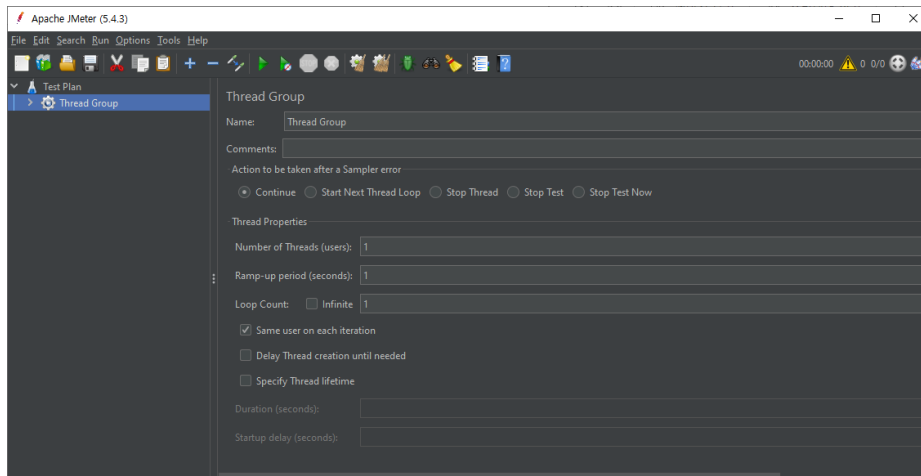 Apache JMeter (5.4.3)
File Edit Search Run Options Tools Help
00:00:00 0 0/0
Test Plan
Thread Group
Thread Group
Name: Thread Group
Comments:
Action to be taken after a Sampler error
Continue Start Next Thread Loop Stop Thread Stop Test Stop Test Now
Thread Properties
Number of Threads (users): 1
Ramp-up period (seconds): 1
Loop Count: Infinite 1
Same user on each iteration
Delay Thread creation until needed
Specify Thread lifetime
Duration (seconds):
Startup delay (seconds):